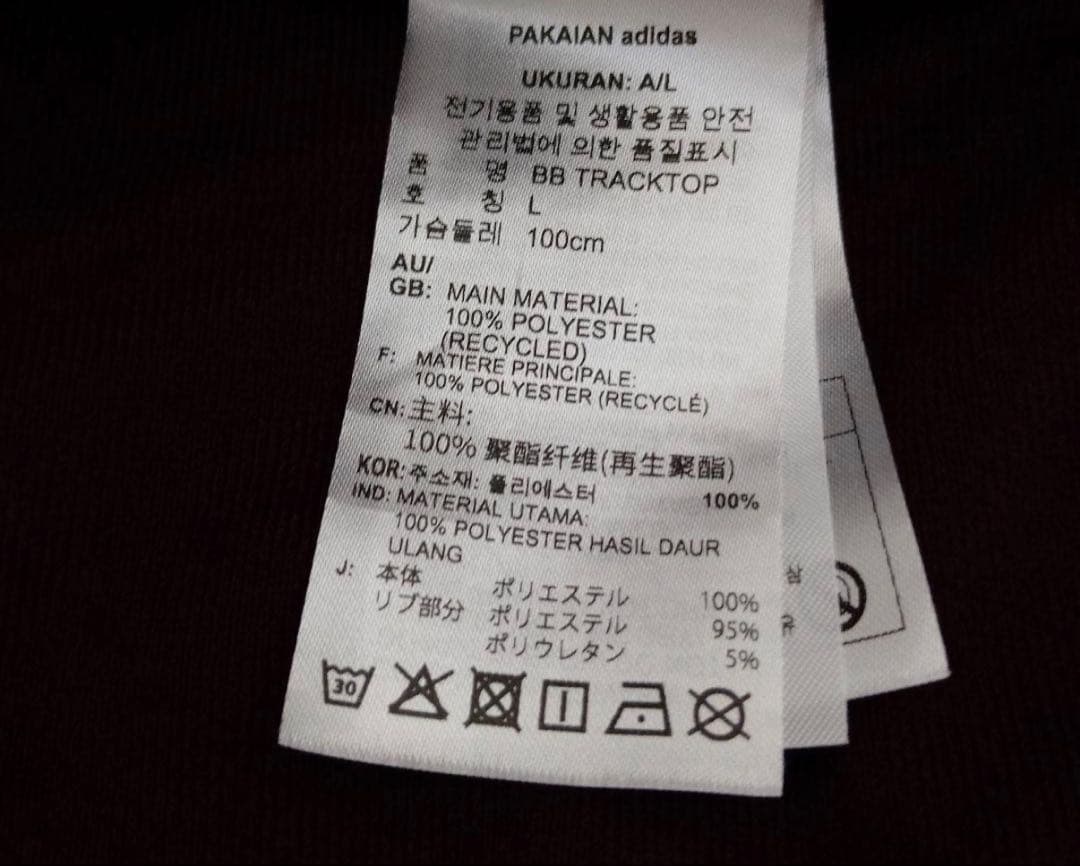 PAKAIAN adidas
UKURAN: A/L
전기용품 및 생활용품 안전
관리법에 의한 품질표시
품 명 BB TRACKTOP
호 칭 L
가슴둘레 100cm
AU/
GB: MAIN MATERIAL:
100% POLYESTER
(RECYCLED)
F: MATIERE PRINCIPALE:
100% POLYESTER (RECYCLÉ)
CN: 主料:
100% 聚酯纤维(再生聚酯)
KOR: 주소재: 폴리에스터 100%
IND: MATERIAL UTAMA:
100% POLYESTER HASIL DAUR
ULANG
J: 本体 ポリエステル 100%
リブ部分 ポリエステル 95%
ポリウレタン 5%
30